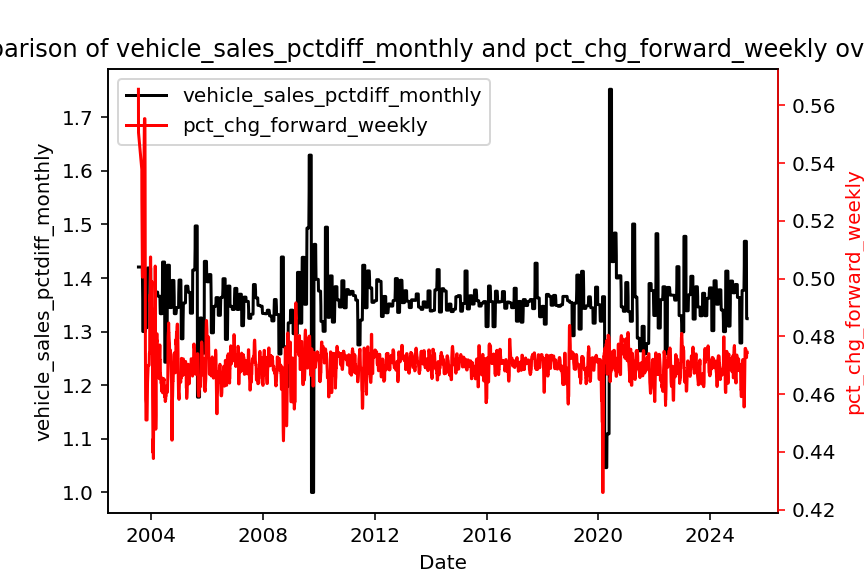 parison of vehicle_sales_pctdiff_monthly and pct_chg_forward_weekly ov
vehicle_sales_pctdiff_monthly
pct_chg_forward_weekly
1.7
1.6
1.5
1.4
1.3
1.2
1.1
1.0
vehicle_sales_pctdiff_monthly
0.56
0.54
0.52
0.50
0.48
0.46
0.44
0.42
pct_chg_forward_weekly
2004 2008 2012 2016 2020 2024
Date